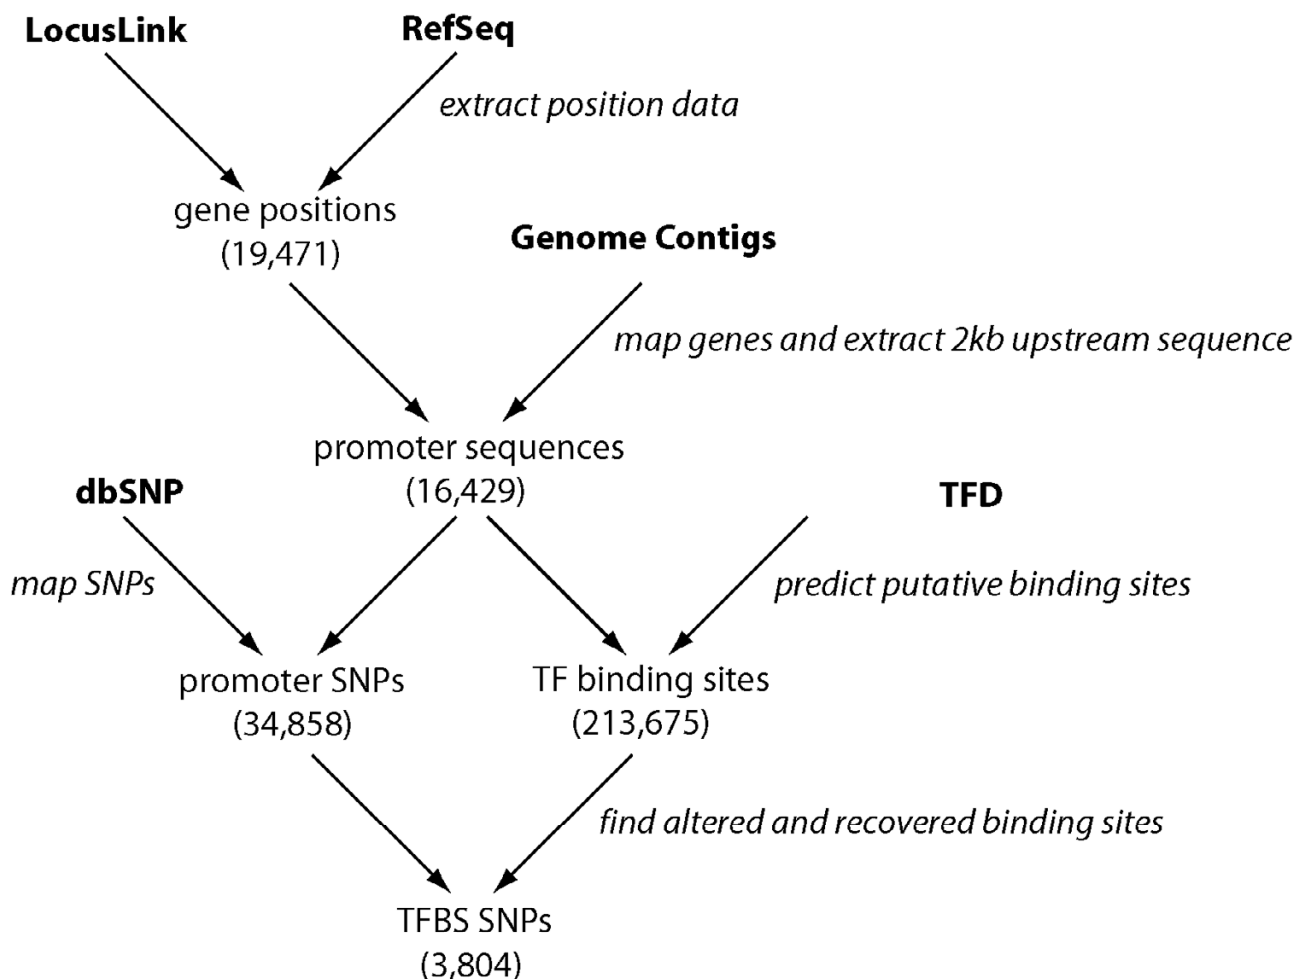 LocusLink
RefSeq
extract position data
gene positions
(19,471)
Genome Contigs
map genes and extract 2kb upstream sequence
promoter sequences
(16,429)
dbSNP
TFD
map SNPs
predict putative binding sites
promoter SNPs
(34,858)
TF binding sites
(213,675)
find altered and recovered binding sites
TFBS SNPs
(3,804)